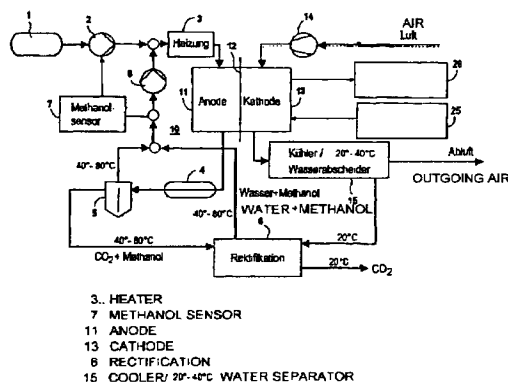 1
2
3
Heizung
12
14
AIR
Luft
8
7
Methanol-
sensor
11
Anode
Kathode
13
26
25
10
40°- 80°C
4
5
Kühler /
Wasserabscheider
20°-40°C
15
Abluft
OUTGOING AIR
Wasser+Methanol
WATER+METHANOL
40°- 80°C
6
20°C
40°- 80°C
CO2 + Methanol
Rektifikation
20°C
CO2
3.. HEATER
7 METHANOL SENSOR
11 ANODE
13 CATHODE
6 RECTIFICATION
15 COOLER/ 20°-40°C WATER SEPARATOR